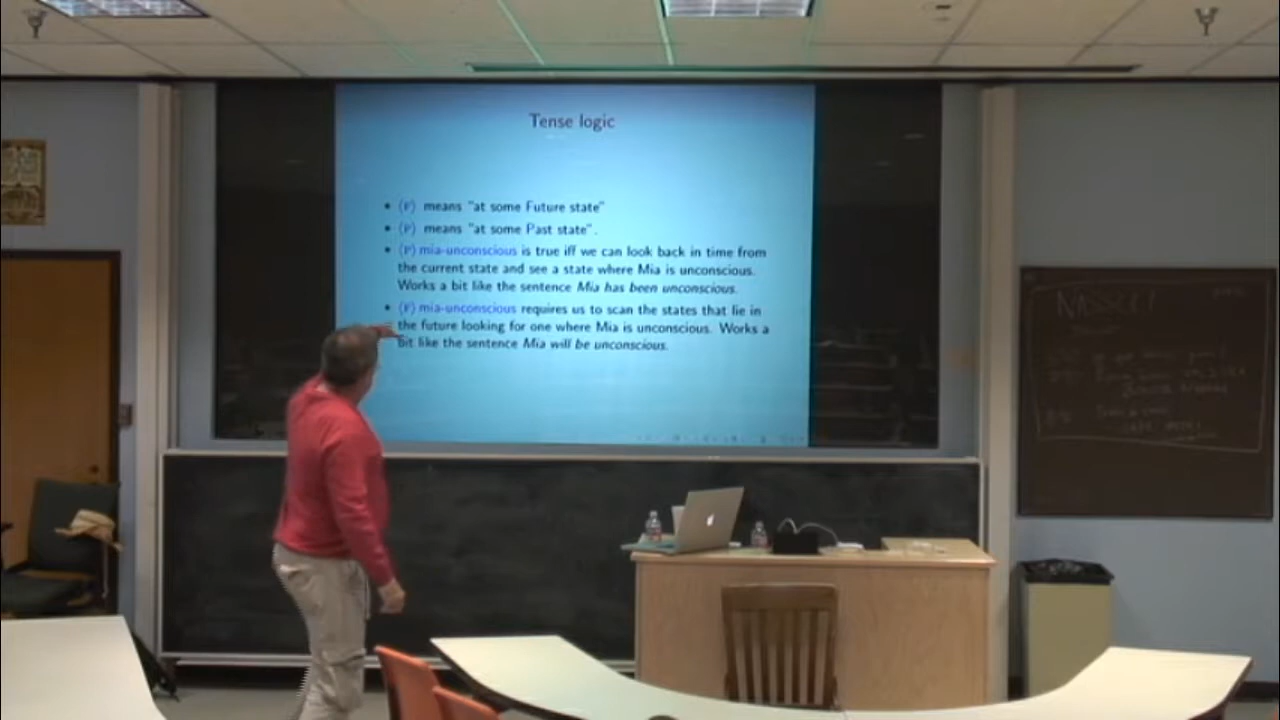 Tense logic
• ⟨F⟩ means "at some Future state"
• ⟨P⟩ means "at some Past state".
• ⟨P⟩ mia-unconscious is true iff we can look back in time from
the current state and see a state where Mia is unconscious.
Works a bit like the sentence Mia has been unconscious.
• ⟨F⟩ mia-unconscious requires us to scan the states that lie in
the future looking for one where Mia is unconscious. Works a
bit like the sentence Mia will be unconscious.